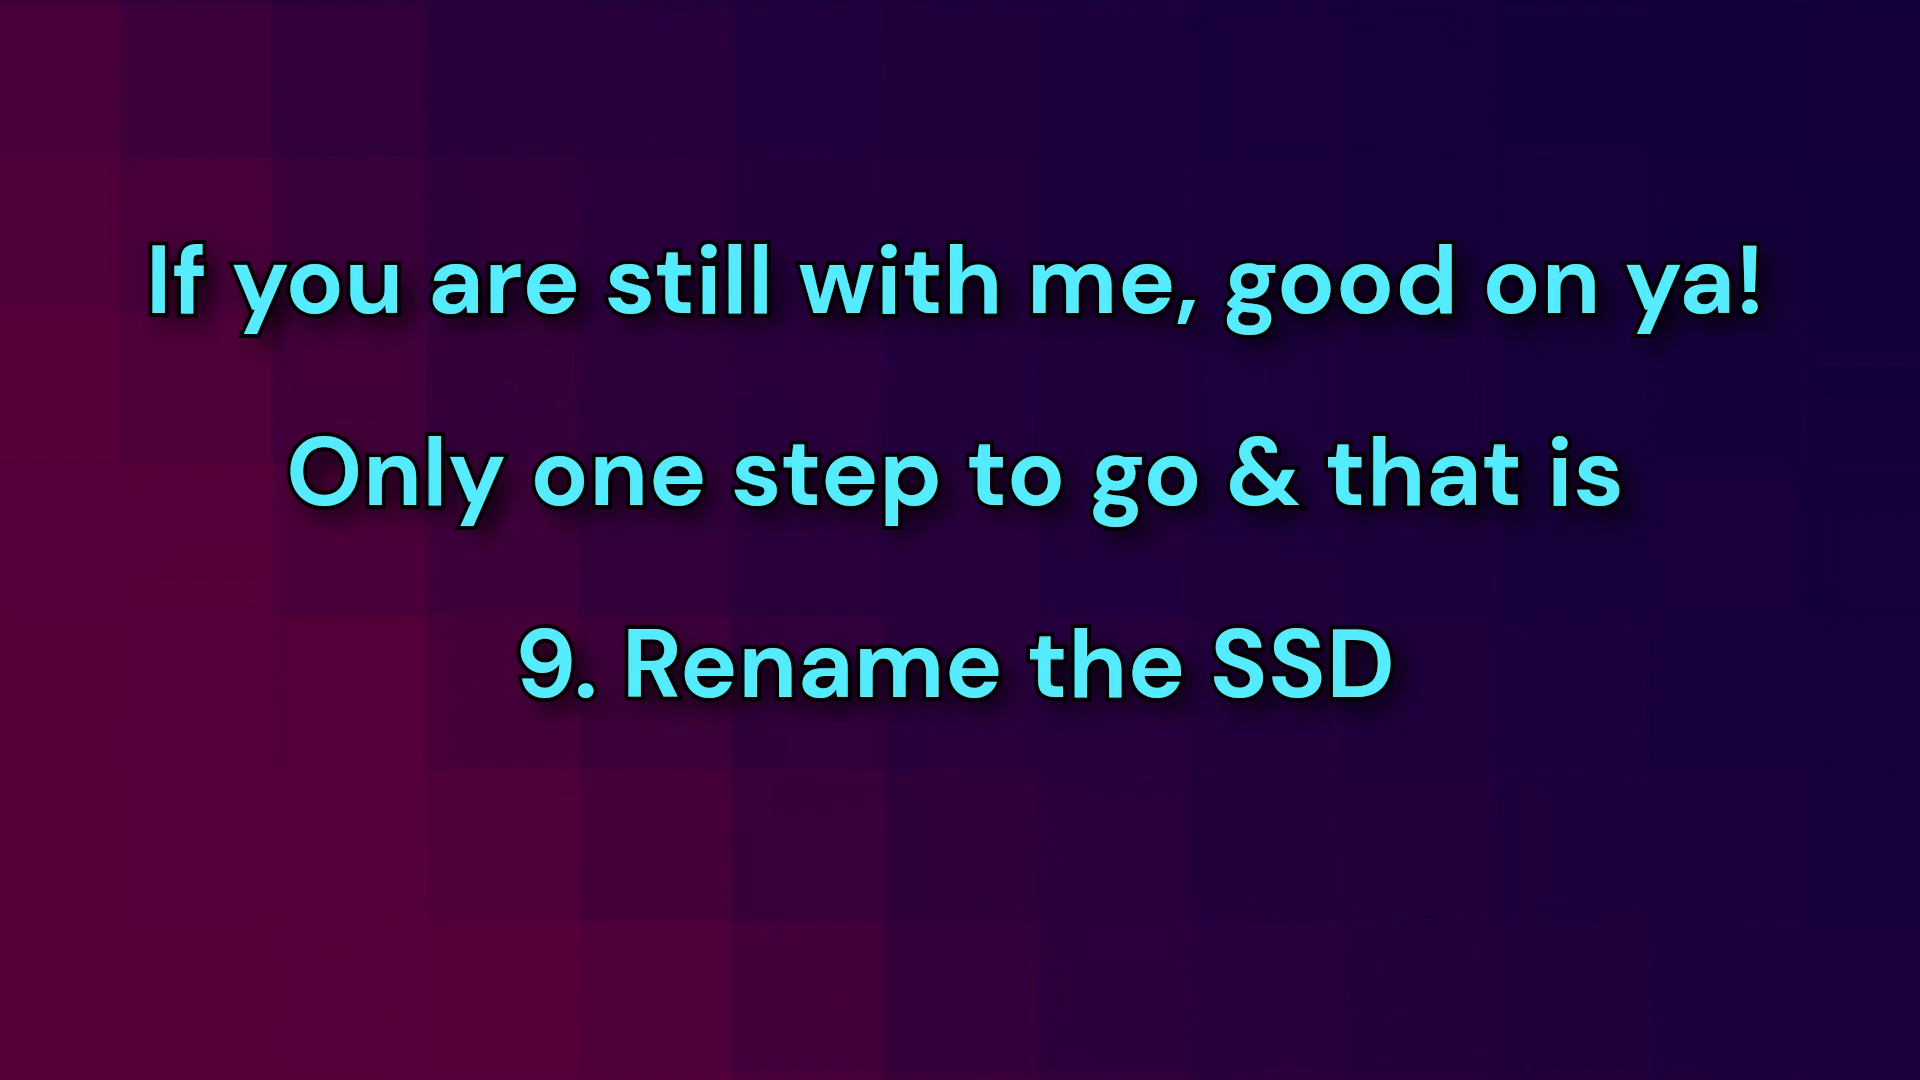 If you are still with me, good on ya!
Only one step to go & that is
9. Rename the SSD